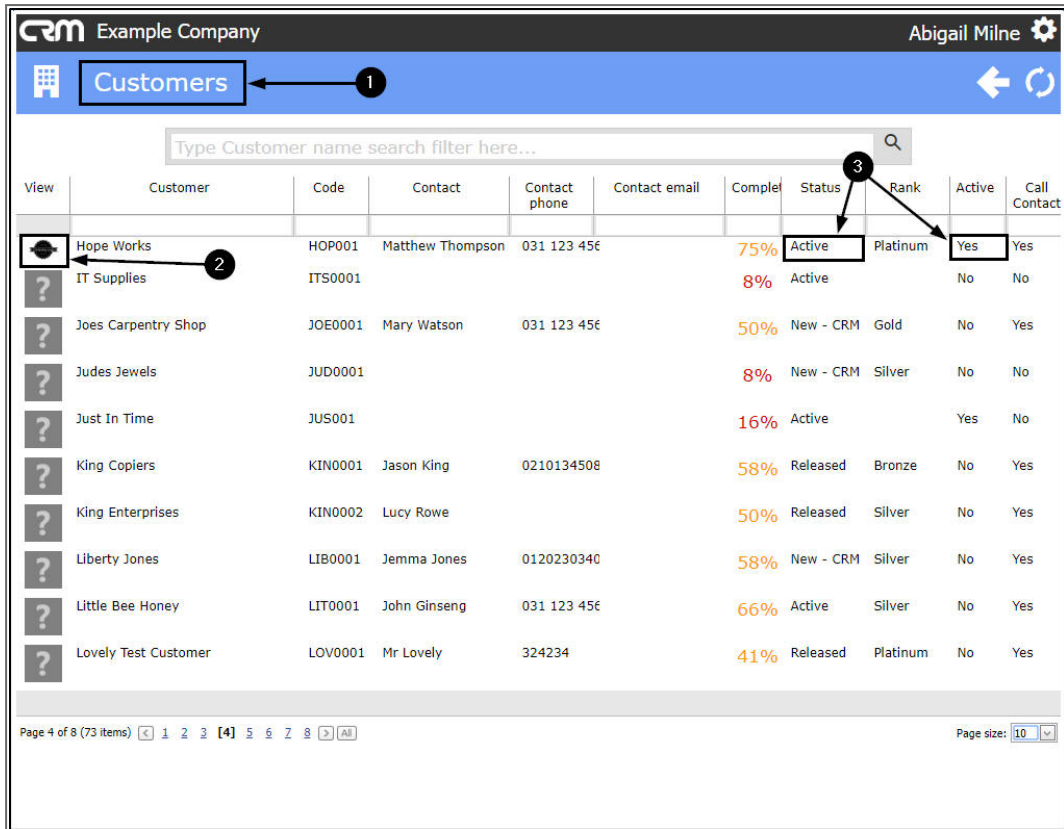 CRM Example Company Abigail Milne
Customers 1
Type Customer name search filter here...
3
View Customer Code Contact Contact phone Contact email Complet Status Rank Active Call Contact
Hope Works HOP001 Matthew Thompson 031 123 456 75% Active Platinum Yes Yes
2
IT Supplies ITS0001 8% Active No No
Joes Carpentry Shop JOE0001 Mary Watson 031 123 456 50% New - CRM Gold No Yes
Judes Jewels JUD0001 8% New - CRM Silver No No
Just In Time JUS001 16% Active Yes No
King Copiers KIN0001 Jason King 0210134508 58% Released Bronze No Yes
King Enterprises KIN0002 Lucy Rowe 50% Released Silver No Yes
Liberty Jones LIB0001 Jemma Jones 0120230340 58% New - CRM Silver No Yes
Little Bee Honey LIT0001 John Ginseng 031 123 456 66% Active Silver No Yes
Lovely Test Customer LOV0001 Mr Lovely 324234 41% Released Platinum No Yes
Page 4 of 8 (73 items) 1 2 3 [4] 5 6 7 8 All Page size: 10